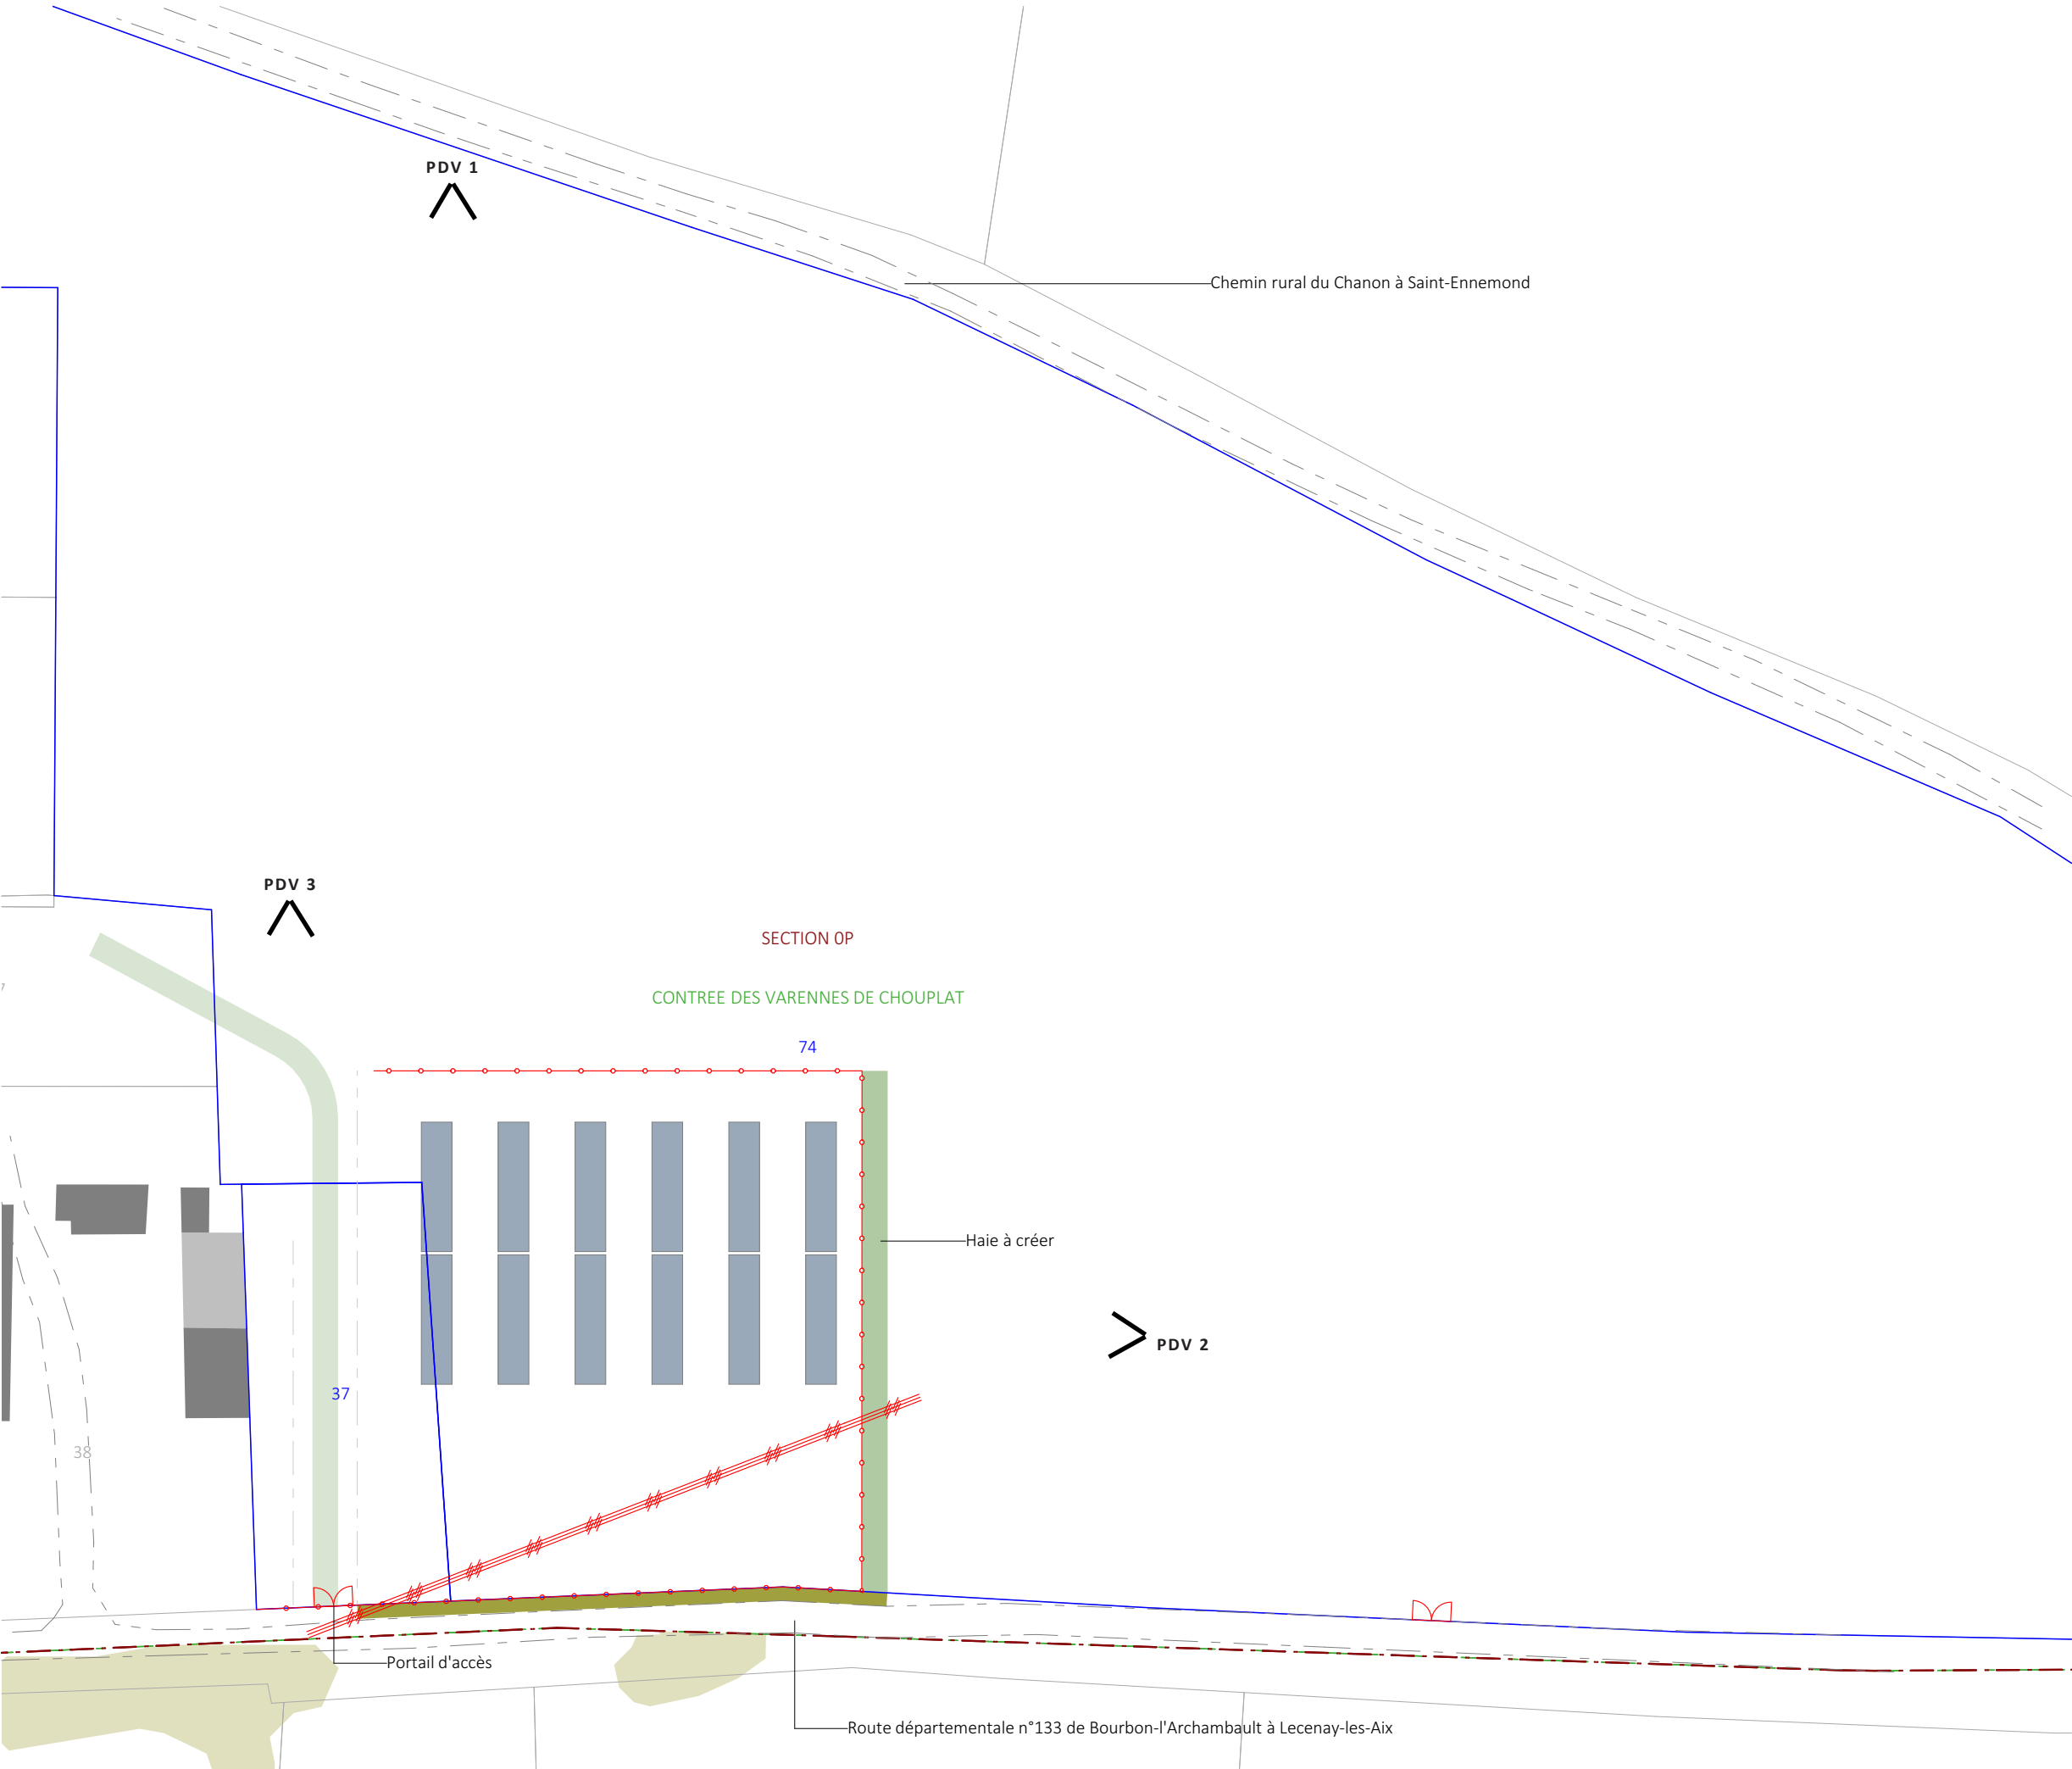 PDV 1
Chemin rural du Chanon à Saint-Ennemond
PDV 3
SECTION 0P
CONTREE DES VARENNES DE CHOUPLAT
7
74
Haie à créer
PDV 2
37
38
Portail d'accès
Route départementale n°133 de Bourbon-l'Archambault à Lecenay-les-Aix